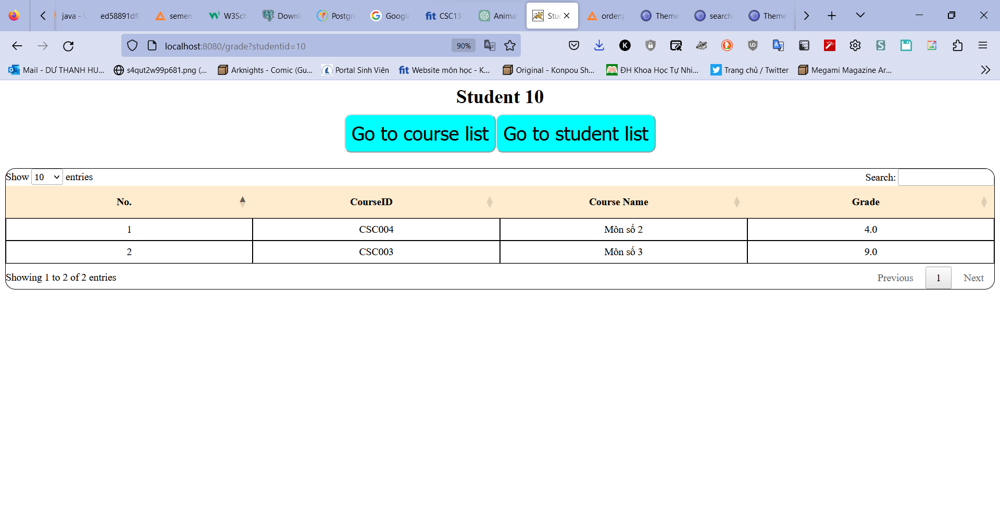 java - ed58891df semen W3Sch Downl Postgr Google CSC13 Anima Stud order:p Theme search Theme
localhost:8080/grade?studentid=10 90%
Mail - DƯ THANH HU... s4qut2w99p681.png (... Arknights - Comic (Gu... Portal Sinh Viên fit Website môn học - K... Original - Konpou Sh... ĐH Khoa Học Tự Nhi... Trang chủ / Twitter Megami Magazine Ar...
Student 10
Go to course list Go to student list
Show 10 entries Search:
No. CourseID Course Name Grade
1 CSC004 Môn số 2 4.0
2 CSC003 Môn số 3 9.0
Showing 1 to 2 of 2 entries Previous 1 Next